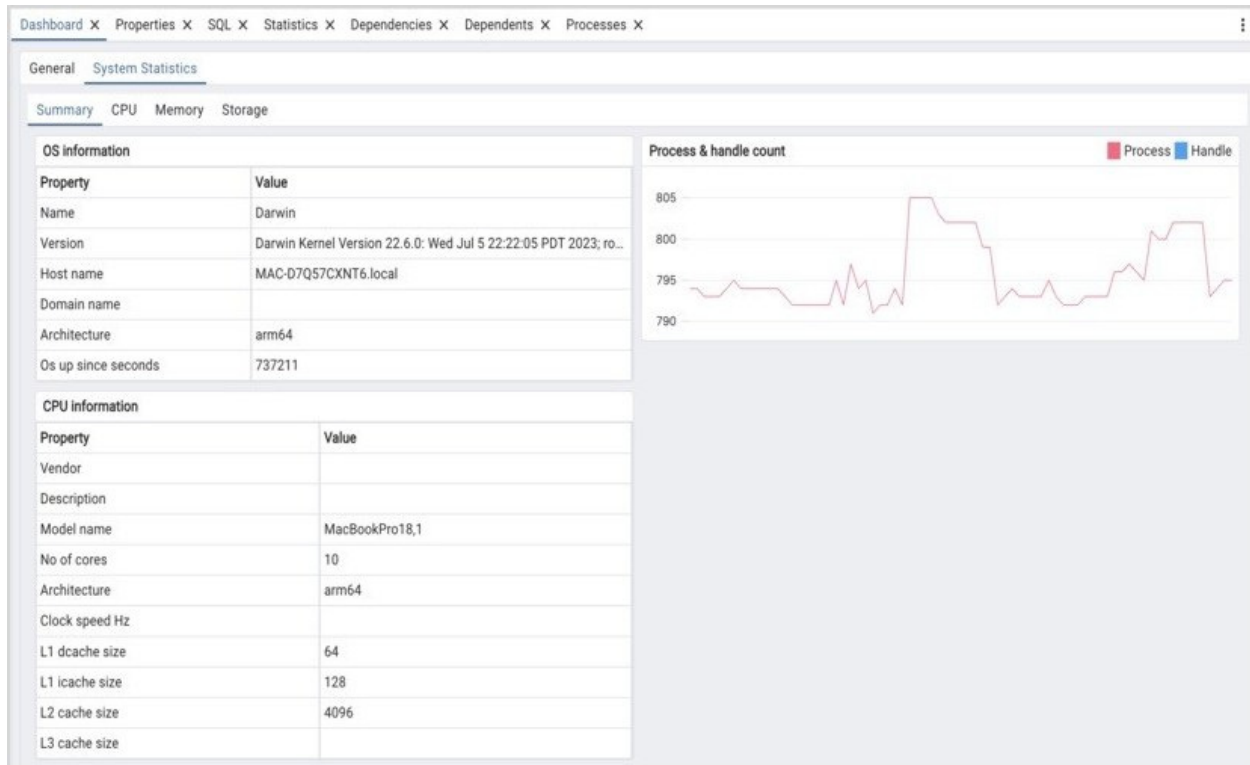 Dashboard X Properties X SQL X Statistics X Dependencies X Dependents X Processes X
General System Statistics
Summary CPU Memory Storage
OS information
Property Value
Name Darwin
Version Darwin Kernel Version 22.6.0: Wed Jul 5 22:22:05 PDT 2023; ro...
Host name MAC-D7Q57CXNT6.local
Domain name
Architecture arm64
Os up since seconds 737211
CPU information
Property Value
Vendor
Description
Model name MacBookPro18,1
No of cores 10
Architecture arm64
Clock speed Hz
L1 dcache size 64
L1 icache size 128
L2 cache size 4096
L3 cache size
Process & handle count Process Handle
805
800
795
790